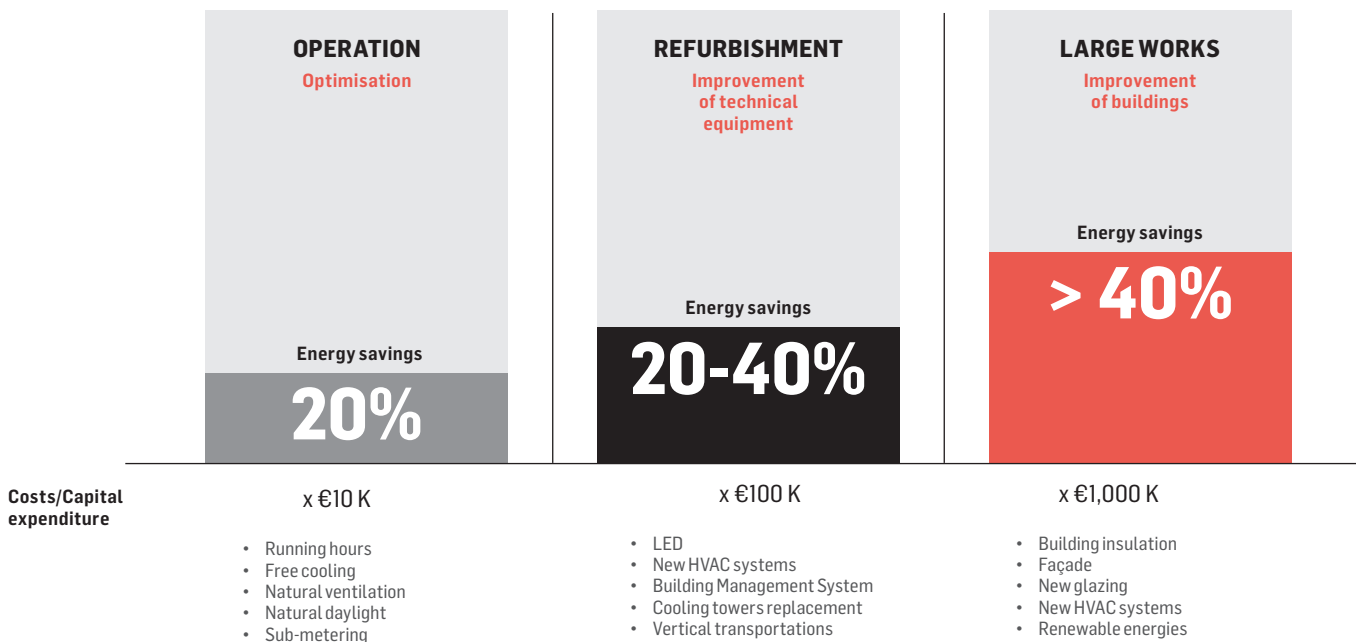 OPERATION
Optimisation
Energy savings
20%
REFURBISHMENT
Improvement
of technical
equipment
Energy savings
20-40%
LARGE WORKS
Improvement
of buildings
Energy savings
> 40%
Costs/Capital
expenditure
x €10 K
• Running hours
• Free cooling
• Natural ventilation
• Natural daylight
• Sub-metering
x €100 K
• LED
• New HVAC systems
• Building Management System
• Cooling towers replacement
• Vertical transportations
x €1,000 K
• Building insulation
• Façade
• New glazing
• New HVAC systems
• Renewable energies